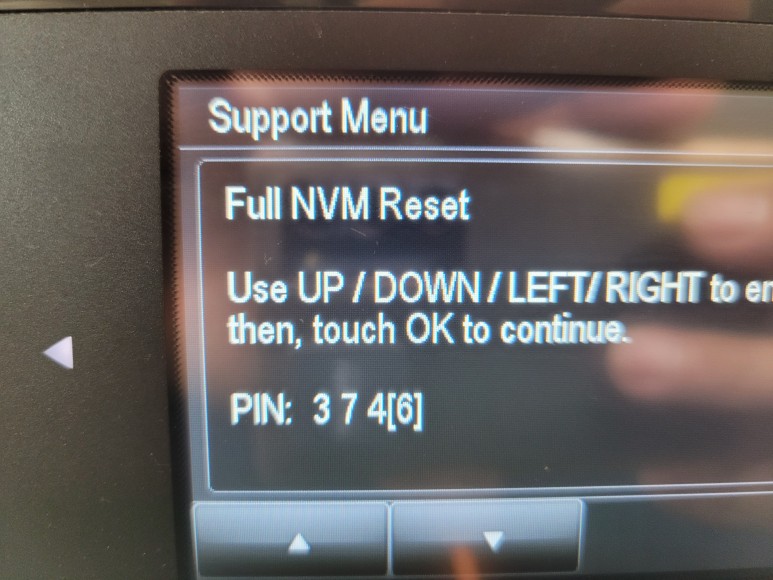 Support Menu
Full NVM Reset
Use UP / DOWN / LEFT/ RIGHT to
then, touch OK to continue.
PIN: 3 7 4[6]